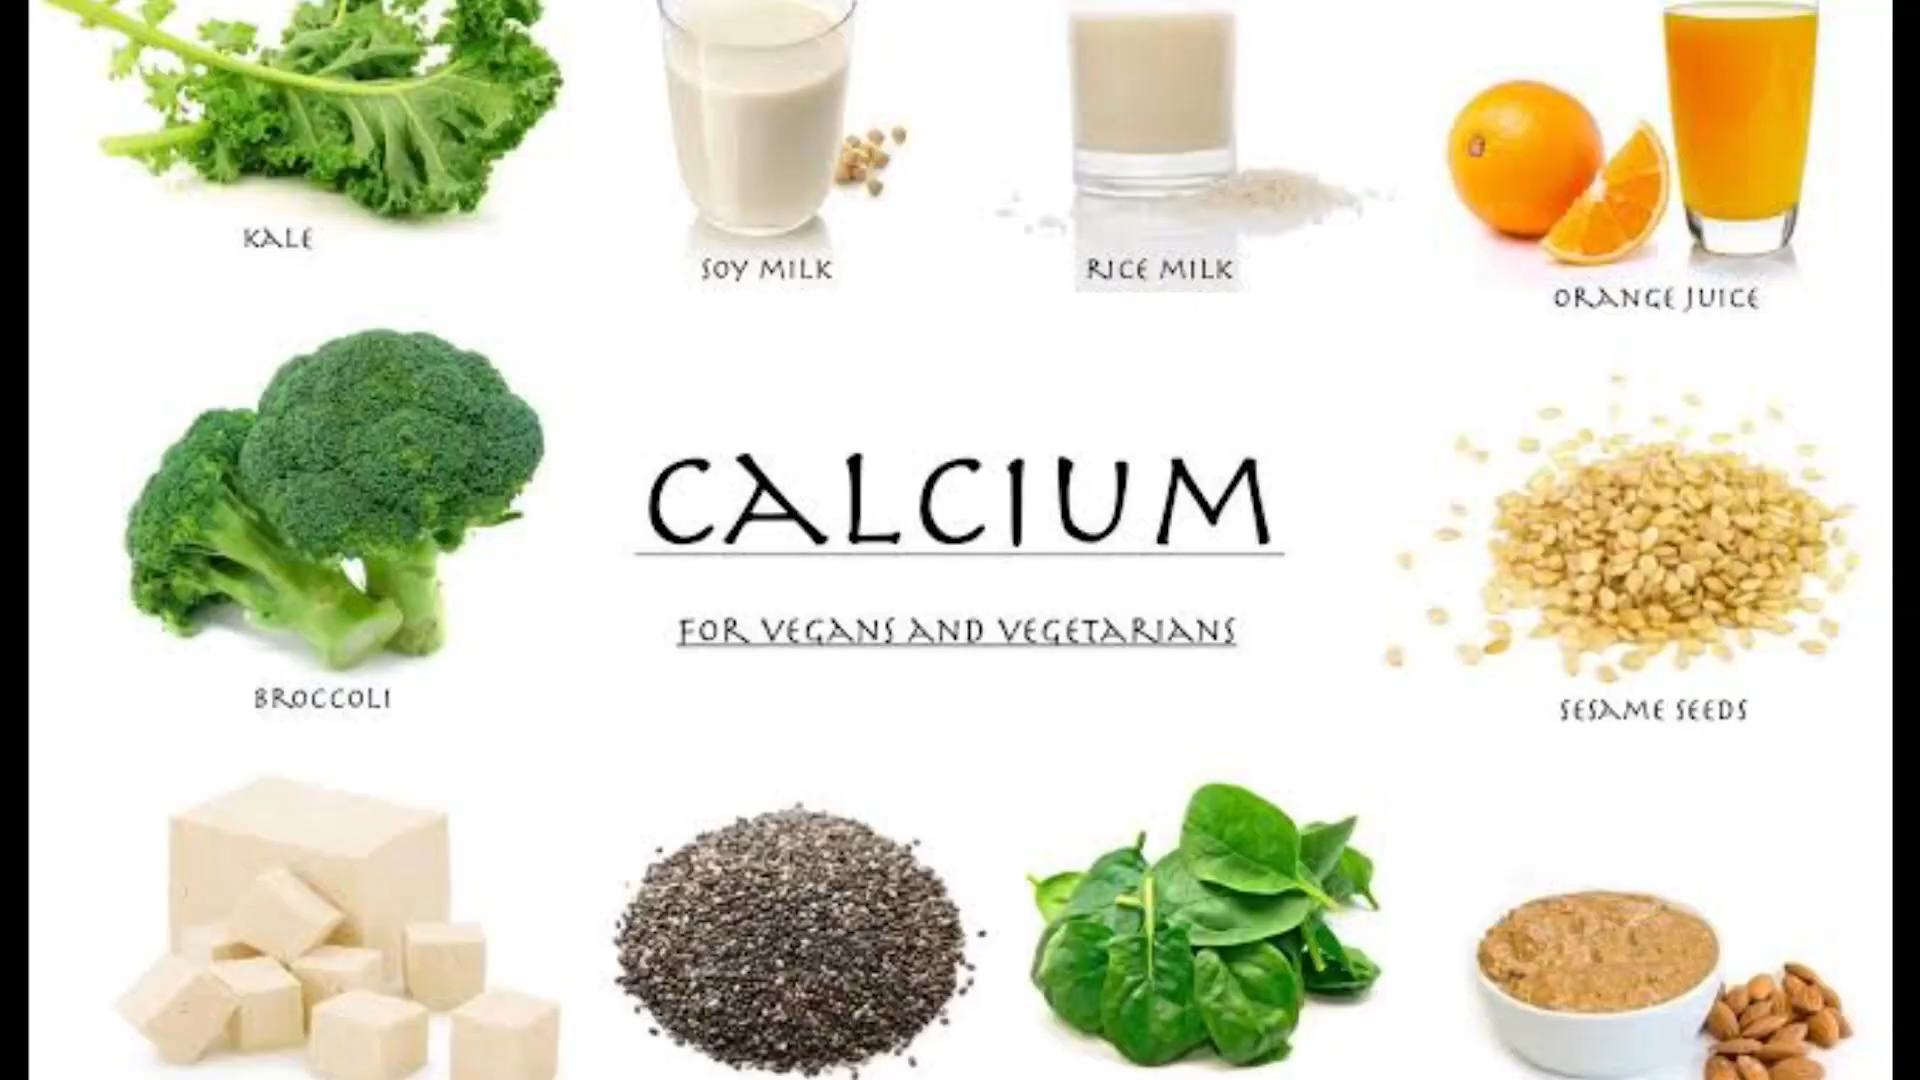 KALE
SOY MILK
RICE MILK
ORANGE JUICE
CALCIUM
FOR VEGANS AND VEGETARIANS
BROCCOLI
SESAME SEEDS